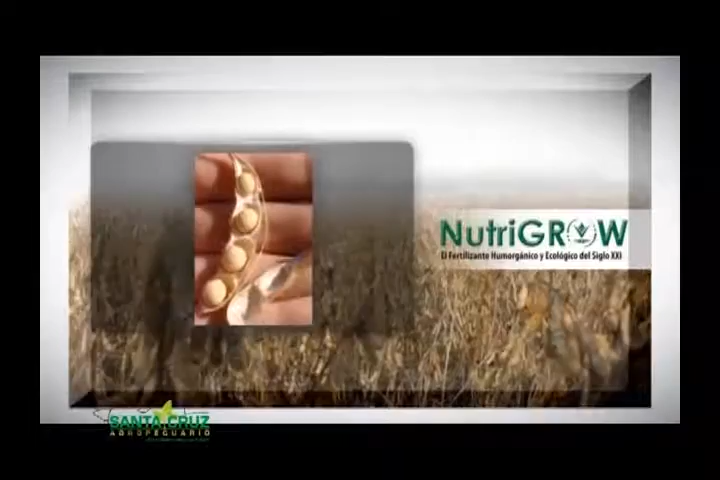 NutriGROW
El Fertilizante Humorgánico y Ecológico del Siglo XXI
SANTA CRUZ
AGROPECUARIO